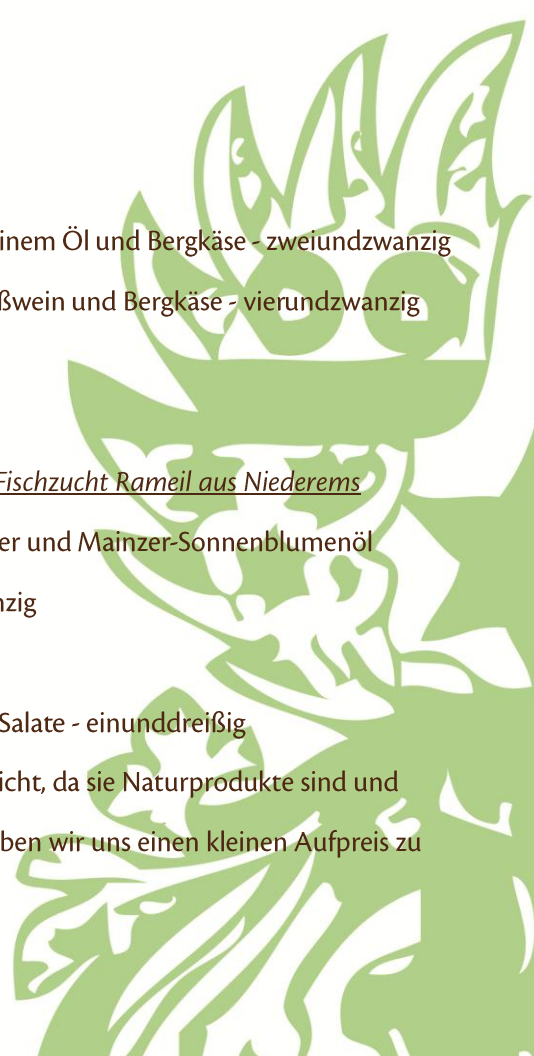 inem Öl und Bergkäse - zweiundzwanzig
ßwein und Bergkäse - vierundzwanzig
Fischzucht Rameil aus Niederems
er und Mainzer-Sonnenblumenöl
nzig
Salate - einunddreißig
icht, da sie Naturprodukte sind und
ben wir uns einen kleinen Aufpreis zu